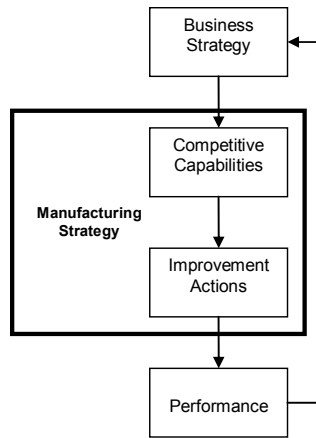 Business
Strategy
Competitive
Capabilities
Manufacturing
Strategy
Improvement
Actions
Performance